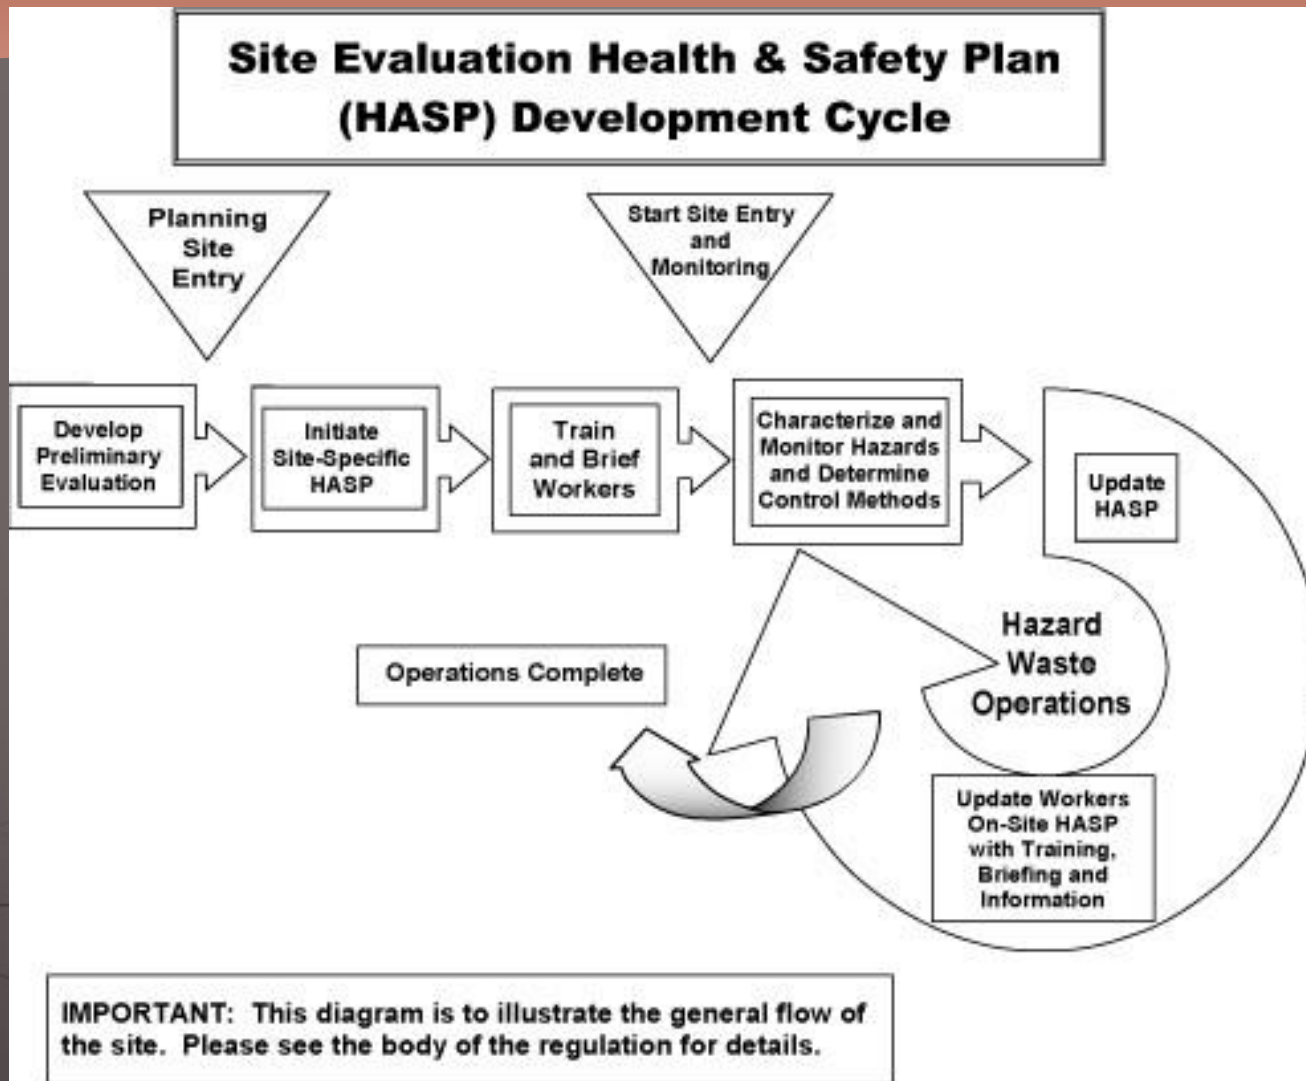 Site Evaluation Health & Safety Plan
(HASP) Development Cycle
Planning
Site
Entry
Start Site Entry
and
Monitoring
Develop
Preliminary
Evaluation
Initiate
Site-Specific
HASP
Train
and Brief
Workers
Characterize and
Monitor Hazards
and Determine
Control Methods
Update
HASP
Hazard
Waste
Operations
Operations Complete
Update Workers
On-Site HASP
with Training,
Briefing and
Information
IMPORTANT: This diagram is to illustrate the general flow of
the site. Please see the body of the regulation for details.